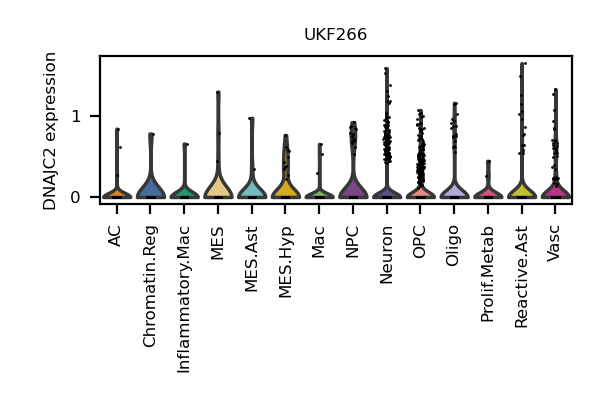 UKF266
DNAJC2 expression
1
0
AC
Chromatin.Reg
Inflammatory.Mac
MES
MES.Ast
MES.Hyp
Mac
NPC
Neuron
OPC
Oligo
Prolif.Metab
Reactive.Ast
Vasc